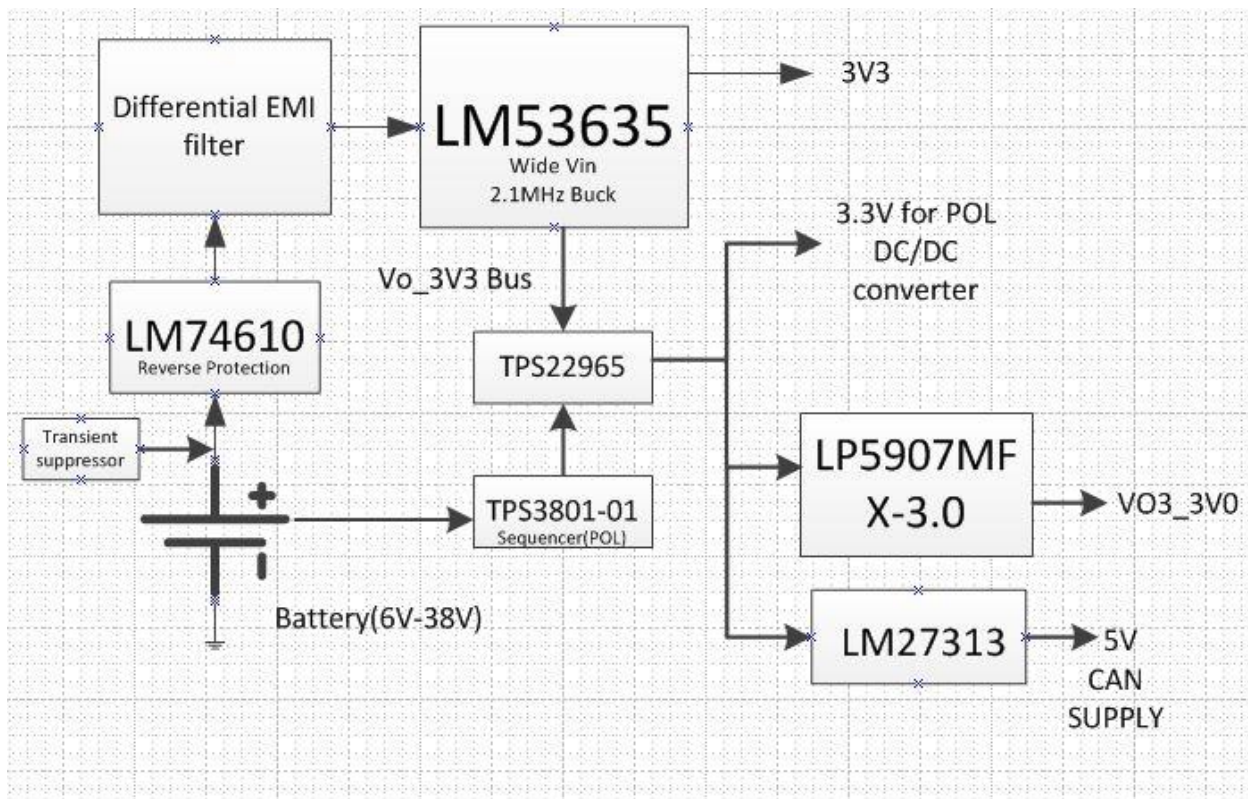 Differential EMI
filter
LM53635
Wide Vin
2.1MHz Buck
3V3
3.3V for POL
DC/DC
converter
Vo_3V3 Bus
LM74610
Reverse Protection
TPS22965
Transient
suppressor
+
TPS3801-01
Sequencer(POL)
LP5907MF
X-3.0
VO3_3V0
Battery(6V-38V)
LM27313
5V
CAN
SUPPLY